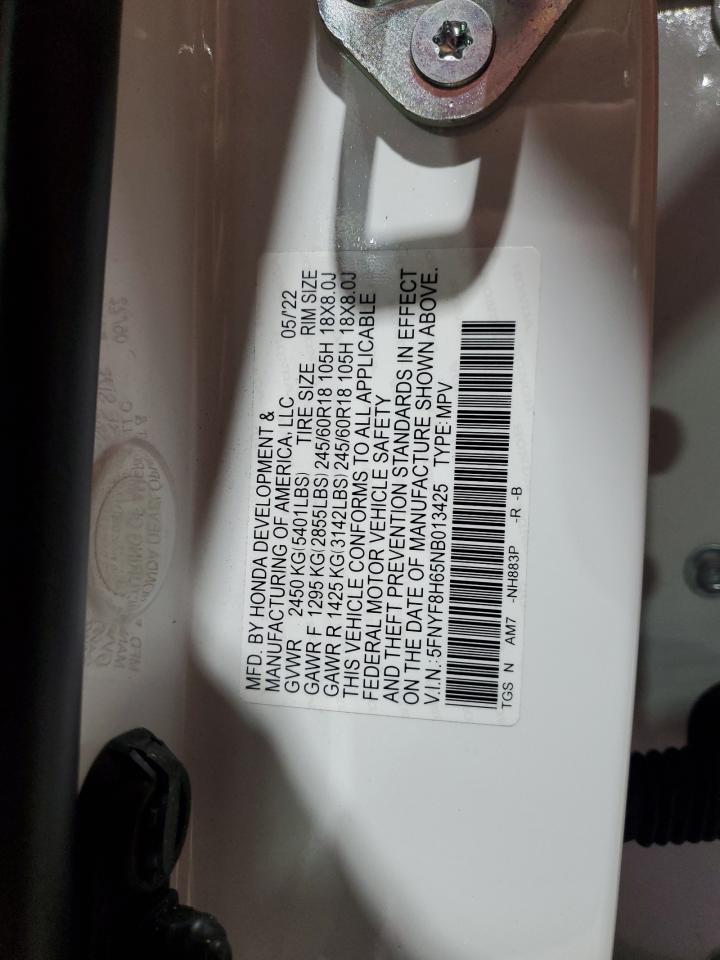 MFD. BY HONDA DEVELOPMENT &
MANUFACTURING OF AMERICA, LLC 05/'22
GVWR 2450 KG(5401LBS) TIRE SIZE RIM SIZE
GAWR F 1295 KG(2855LBS) 245/60R18 105H 18X8.0J
GAWR R 1425 KG(3142LBS) 245/60R18 105H 18X8.0J
THIS VEHICLE CONFORMS TO ALL APPLICABLE
FEDERAL MOTOR VEHICLE SAFETY
AND THEFT PREVENTION STANDARDS IN EFFECT
ON THE DATE OF MANUFACTURE SHOWN ABOVE.
V.I.N.:5FNYF8H65NB013425 TYPE:MPV
TGS N AM7 -NH883P -R -B